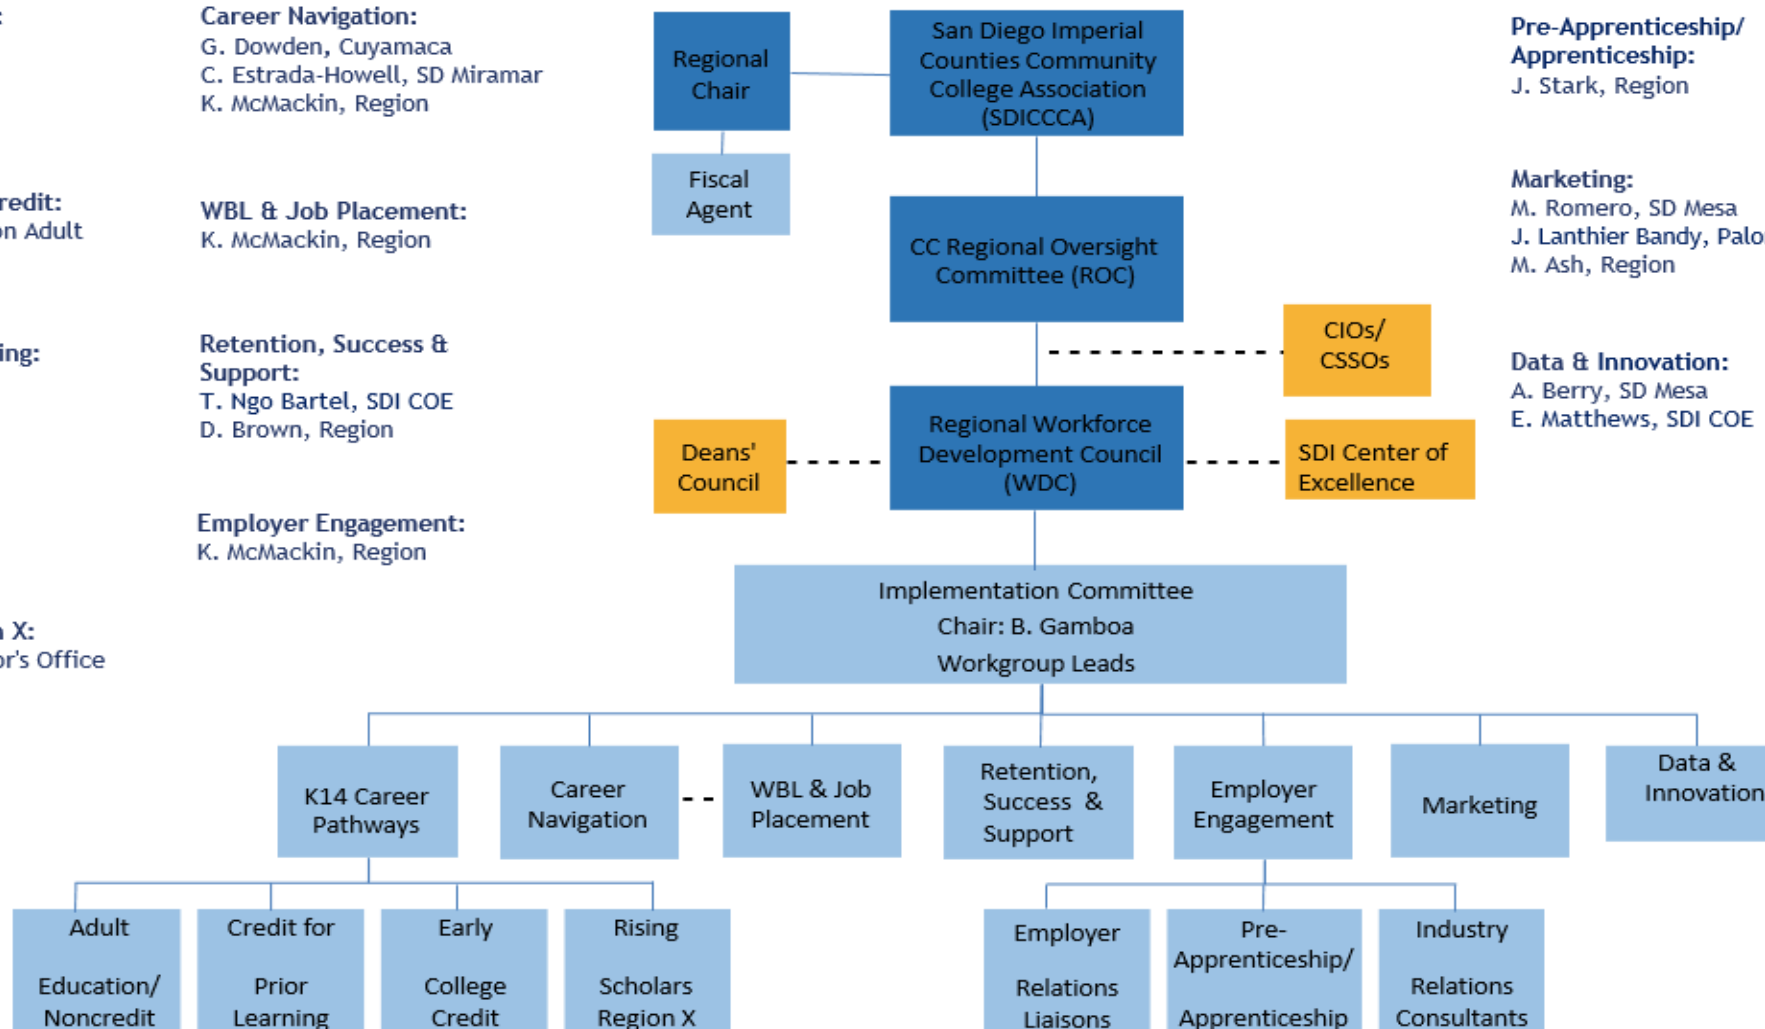 Career Navigation:
G. Dowden, Cuyamaca
C. Estrada-Howell, SD Miramar
K. McMackin, Region
Adult
WBL & Job Placement:
K. McMackin, Region
Retention, Success &
Support:
T. Ngo Bartel, SDI COE
D. Brown, Region
Employer Engagement:
K. McMackin, Region
X:
Office
Regional
Chair
Fiscal
Agent
San Diego Imperial
Counties Community
College Association
(SDICCCA)
CC Regional Oversight
Committee (ROC)
CIOs/
CSSOs
Deans'
Council
Regional Workforce
Development Council
(WDC)
SDI Center of
Excellence
Pre-Apprenticeship/
Apprenticeship:
J. Stark, Region
Marketing:
M. Romero, SD Mesa
J. Lanthier Bandy,
M. Ash, Region
Data & Innovation:
A. Berry, SD Mesa
E. Matthews, SDI COE
Implementation Committee
Chair: B. Gamboa
Workgroup Leads
K14 Career
Pathways
Career
Navigation
WBL & Job
Placement
Retention,
Success &
Support
Employer
Engagement
Marketing
Data &
Innovation
Adult
Education/
Noncredit
Credit for
Prior
Learning
Early
College
Credit
Rising
Scholars
Region X
Employer
Relations
Liaisons
Pre-
Apprenticeship/
Apprenticeship
Industry
Relations
Consultants